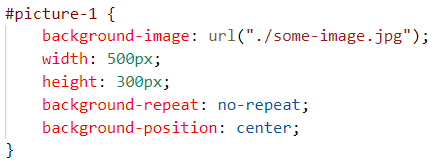 #picture-1 {
    background-image: url("./some-image.jpg");
    width: 500px;
    height: 300px;
    background-repeat: no-repeat;
    background-position: center;
}